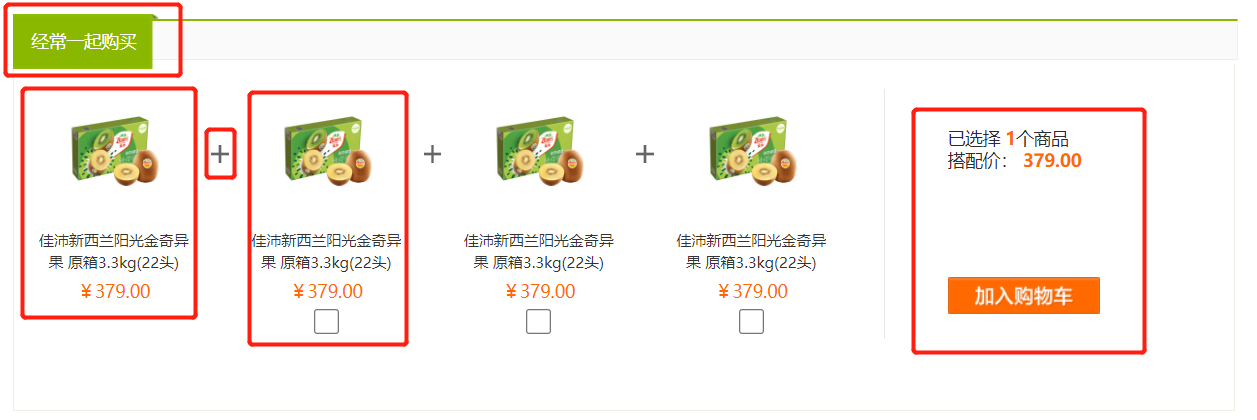 经常一起购买
佳沛新西兰阳光金奇异
果 原箱3.3kg(22头)
¥379.00
+
佳沛新西兰阳光金奇异
果 原箱3.3kg(22头)
¥379.00
+
佳沛新西兰阳光金奇异
果 原箱3.3kg(22头)
¥379.00
+
佳沛新西兰阳光金奇异
果 原箱3.3kg(22头)
¥379.00
已选择 1个商品
搭配价： 379.00
加入购物车